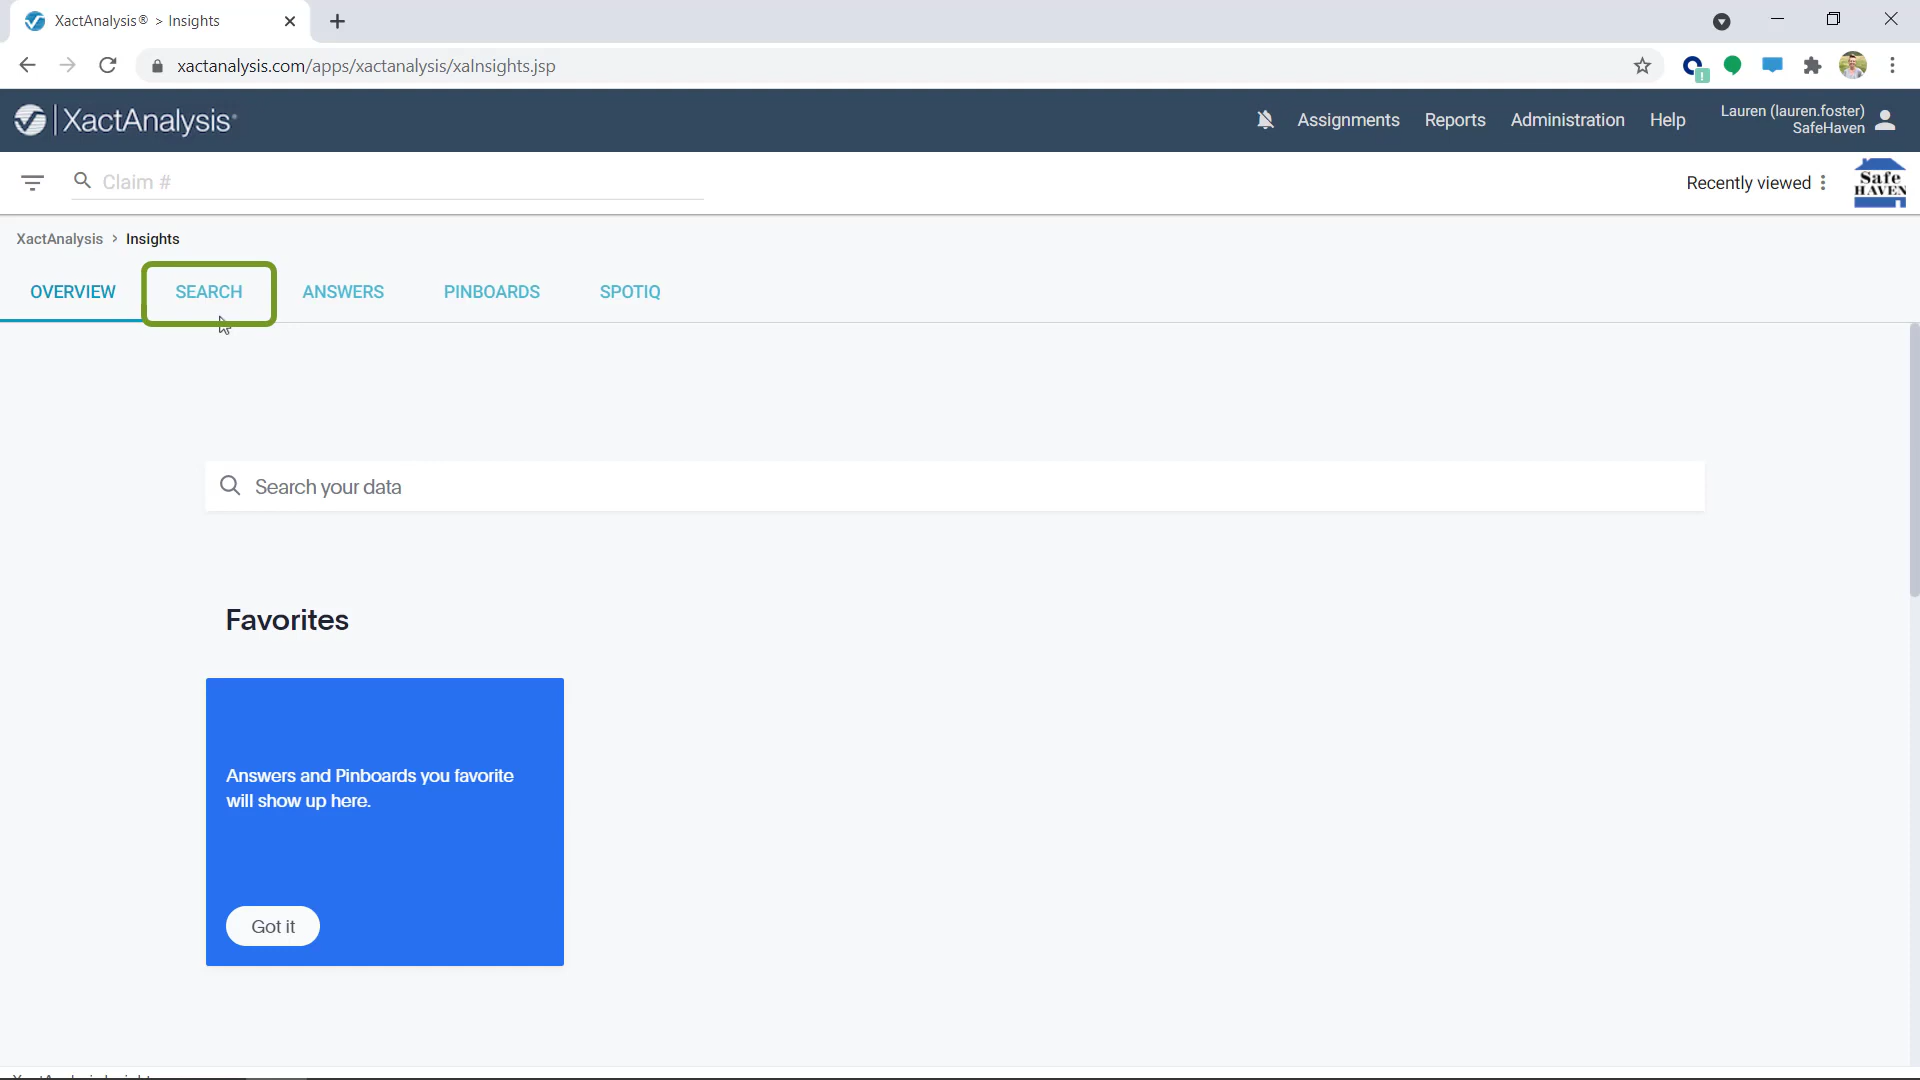 XactAnalysis® > Insights
xactanalysis.com/apps/xactanalysis/xaInsights.jsp
XactAnalysis®
Assignments Reports Administration Help
Lauren (lauren.foster)
SafeHaven
Claim #
Recently viewed
Safe
HAVEN
XactAnalysis > Insights
OVERVIEW SEARCH ANSWERS PINBOARDS SPOTIQ
Search your data
Favorites
Answers and Pinboards you favorite
will show up here.
Got it